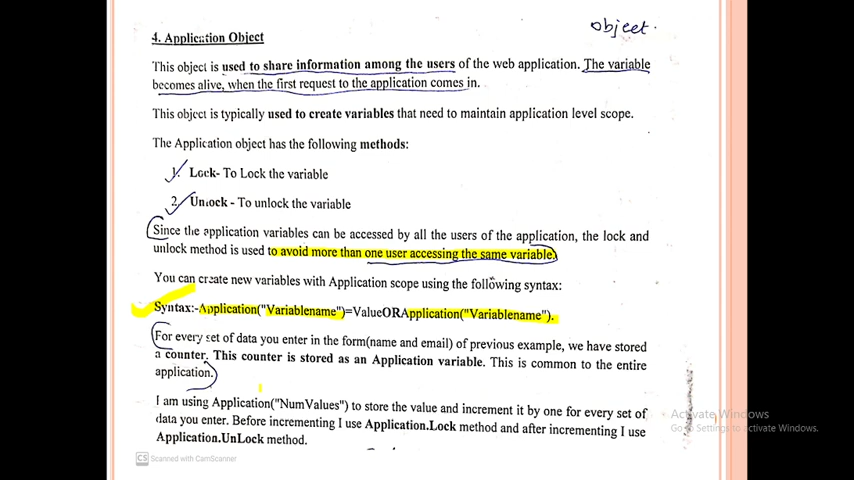 object.
4. Application Object
This object is used to share information among the users of the web application. The variable
becomes alive, when the first request to the application comes in.
This object is typically used to create variables that need to maintain application level scope.
The Application object has the following methods:
1. Lock- To Lock the variable
2. Unlock - To unlock the variable
Since the application variables can be accessed by all the users of the application, the lock and
unlock method is used to avoid more than one user accessing the same variable.
You can create new variables with Application scope using the following syntax:
Syntax:-Application("Variablename")=ValueORApplication("Variablename").
For every set of data you enter in the form(name and email) of previous example, we have stored
a counter. This counter is stored as an Application variable. This is common to the entire
application.
I am using Application("NumValues") to store the value and increment it by one for every set of
data you enter. Before incrementing I use Application.Lock method and after incrementing I use
Application.UnLock method.
CS Scanned with CamScanner
Activate Windows
Go to Settings to activate Windows.